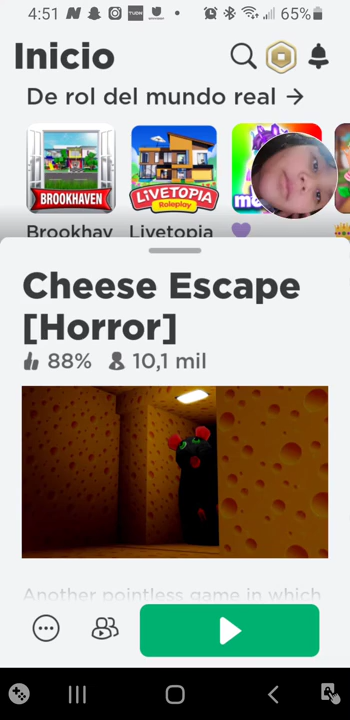 4:51
65%
Inicio
De rol del mundo real →
BROOKHAVEN
LIVETOPIA
Roleplay
Brookhav
Livetopia
Cheese Escape
[Horror]
88% 10,1 mil
Another pointless game in which